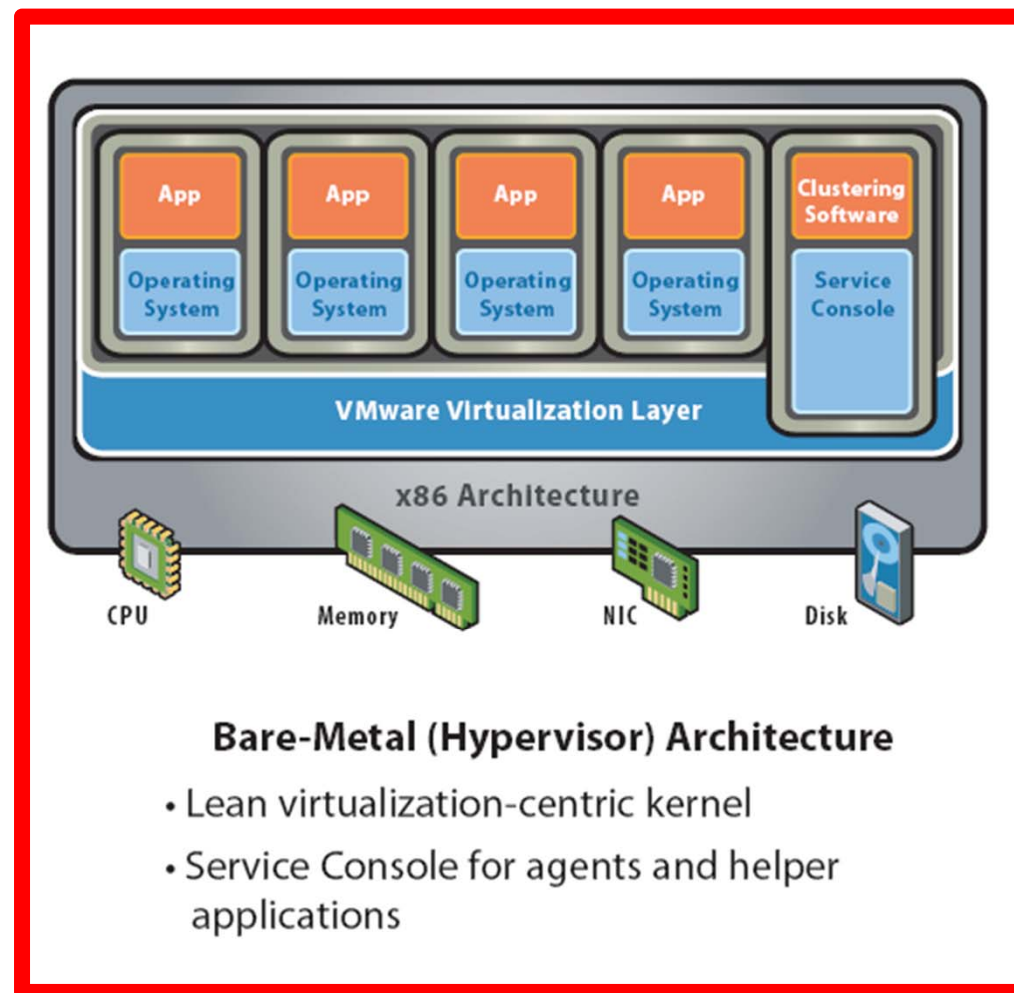 App
App
App
App
Clustering
Software
Operating
System
Operating
System
Operating
System
Operating
System
Service
Console
VMware Virtualization Layer
x86 Architecture
CPU
Memory
NIC
Disk
Bare-Metal (Hypervisor) Architecture
• Lean virtualization-centric kernel
• Service Console for agents and helper
applications